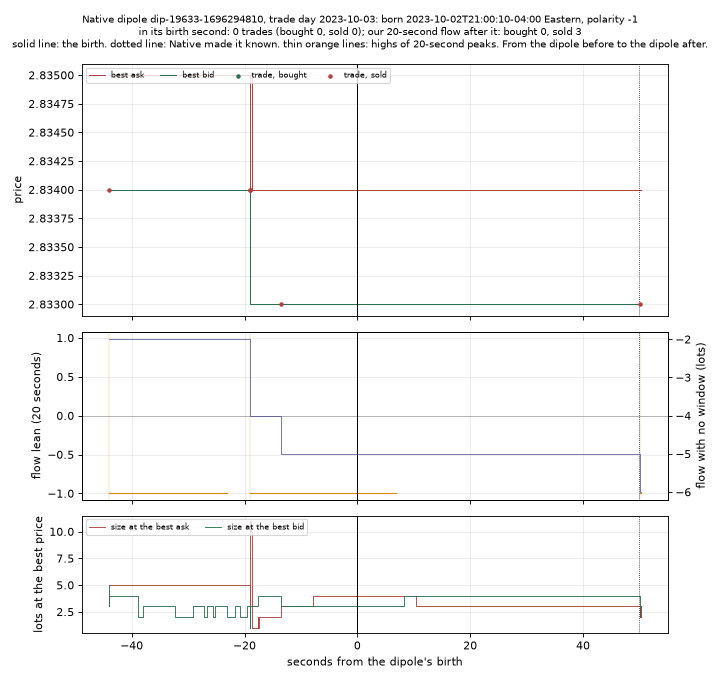 Native dipole dip-19633-1696294810, trade day 2023-10-03: born 2023-10-02T21:00:10-04:00 Eastern, polarity -1
in its birth second: 0 trades (bought 0, sold 0); our 20-second flow after it: bought 0, sold 3
solid line: the birth. dotted line: Native made it known. thin orange lines: highs of 20-second peaks. From the dipole before to the dipole after.
best ask best bid trade, bought trade, sold
2.83500
2.83475
2.83450
2.83425
2.83400
2.83375
2.83350
2.83325
2.83300
price
1.0
0.5
0.0
−0.5
−1.0
flow lean (20 seconds)
−2
−3
−4
−5
−6
flow with no window (lots)
size at the best ask size at the best bid
10.0
7.5
5.0
2.5
lots at the best price
−40 −20 0 20 40
seconds from the dipole's birth